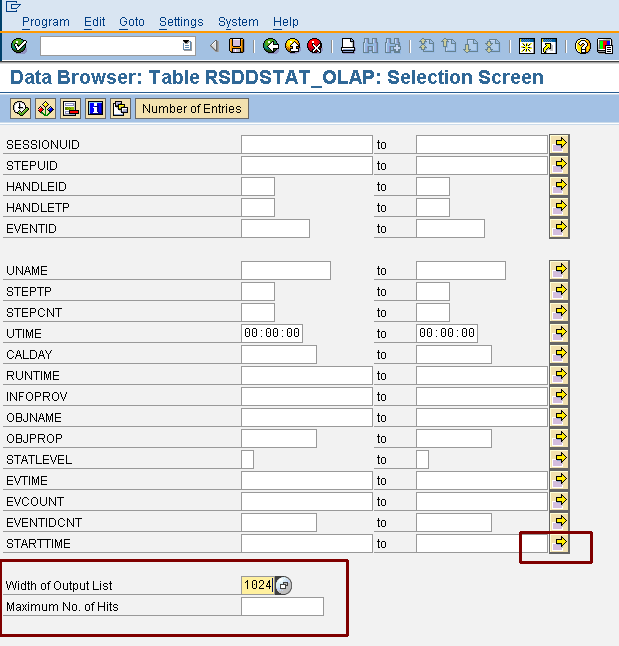 Program Edit Goto Settings System Help
Data Browser: Table RSDDSTAT_OLAP: Selection Screen
Number of Entries
SESSIONUID to
STEPUID to
HANDLEID to
HANDLETP to
EVENTID to
UNAME to
STEPTP to
STEPCNT to
UTIME 00:00:00 to 00:00:00
CALDAY to
RUNTIME to
INFOPROV to
OBJNAME to
OBJPROP to
STATLEVEL to
EVTIME to
EVCOUNT to
EVENTIDCNT to
STARTTIME to
Width of Output List 1024
Maximum No. of Hits